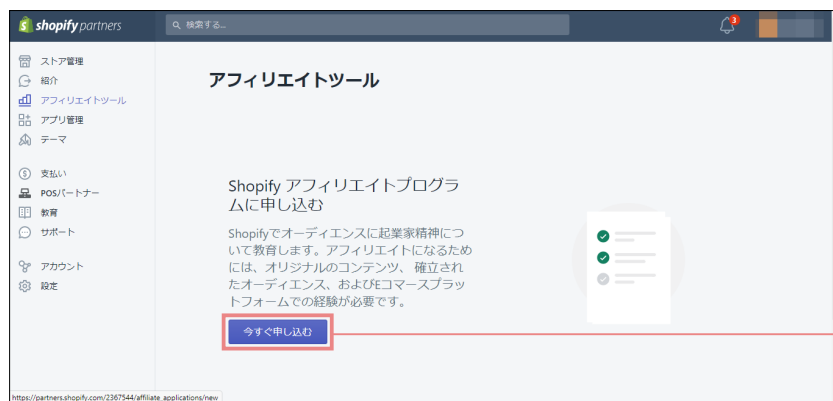 shopify partners
検索する...
3
ストア管理
紹介
アフィリエイトツール
アプリ管理
テーマ
支払い
POSパートナー
教育
サポート
アカウント
設定
アフィリエイトツール
Shopify アフィリエイトプログラ
ムに申し込む
Shopifyでオーディエンスに起業家精神につ
いて教育します。アフィリエイトになるため
には、オリジナルのコンテンツ、 確立され
たオーディエンス、およびEコマースプラッ
トフォームでの経験が必要です。
今すぐ申し込む
https://partners.shopify.com/2367544/affiliate_applications/new